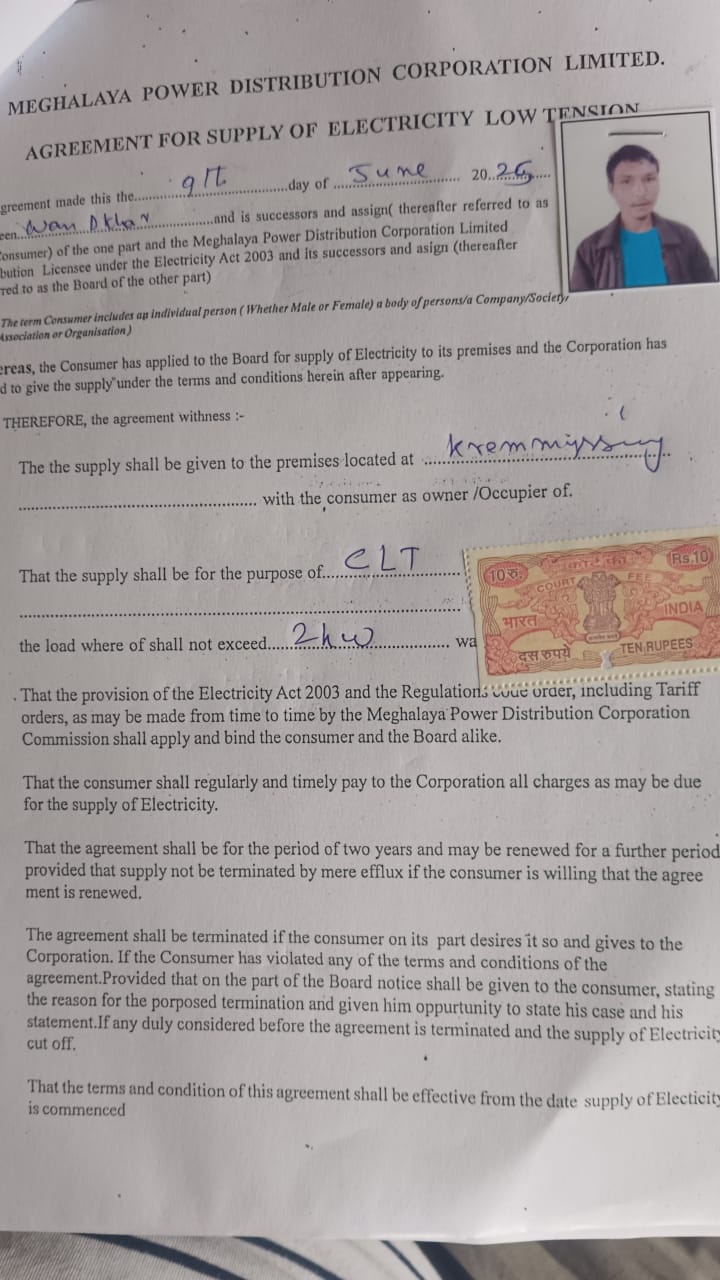 MEGHALAYA POWER DISTRIBUTION CORPORATION LIMITED.
AGREEMENT FOR SUPPLY OF ELECTRICITY LOW TENSION
greement made this the..........9th..........day of ....June.... 20..25....
een...Wan Dkhar...............and is successors and assign( thereafter referred to as
onsumer) of the one part and the Meghalaya Power Distribution Corporation Limited
bution Licensee under the Electricity Act 2003 and its successors and asign (thereafter
red to as the Board of the other part)
The term Consumer includes an individual person ( Whether Male or Female) a body of persons/a Company/Society/
Association or Organisation)
ereas, the Consumer has applied to the Board for supply of Electricity to its premises and the Corporation has
d to give the supply under the terms and conditions herein after appearing.
THEREFORE, the agreement withness :-
The the supply shall be given to the premises located at
with the consumer as owner /Occupier of.
That the supply shall be for the purpose of....CLT....
the load where of shall not exceed.....2kw.................. wa
10रु. कोर्ट फी Rs.10
COURT FEE
भारत INDIA
दस रुपये TEN RUPEES
. That the provision of the Electricity Act 2003 and the Regulations code order, including Tariff
orders, as may be made from time to time by the Meghalaya Power Distribution Corporation
Commission shall apply and bind the consumer and the Board alike.
That the consumer shall regularly and timely pay to the Corporation all charges as may be due
for the supply of Electricity.
That the agreement shall be for the period of two years and may be renewed for a further period
provided that supply not be terminated by mere efflux if the consumer is willing that the agree
ment is renewed.
The agreement shall be terminated if the consumer on its part desires it so and gives to the
Corporation. If the Consumer has violated any of the terms and conditions of the
agreement.Provided that on the part of the Board notice shall be given to the consumer, stating
the reason for the porposed termination and given him oppurtunity to state his case and his
statement.If any duly considered before the agreement is terminated and the supply of Electricity
cut off.
That the terms and condition of this agreement shall be effective from the date supply of Electicity
is commenced